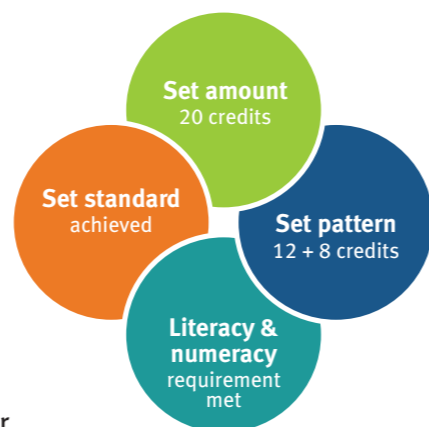 Set amount
20 credits
Set standard
achieved
Set pattern
12 + 8 credits
Literacy &
numeracy
requirement
met
r